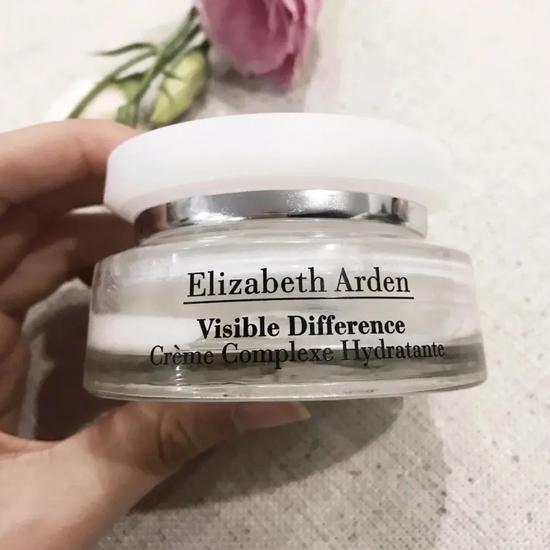 Elizabeth Arden
Visible Difference
Crème Complexe Hydratante